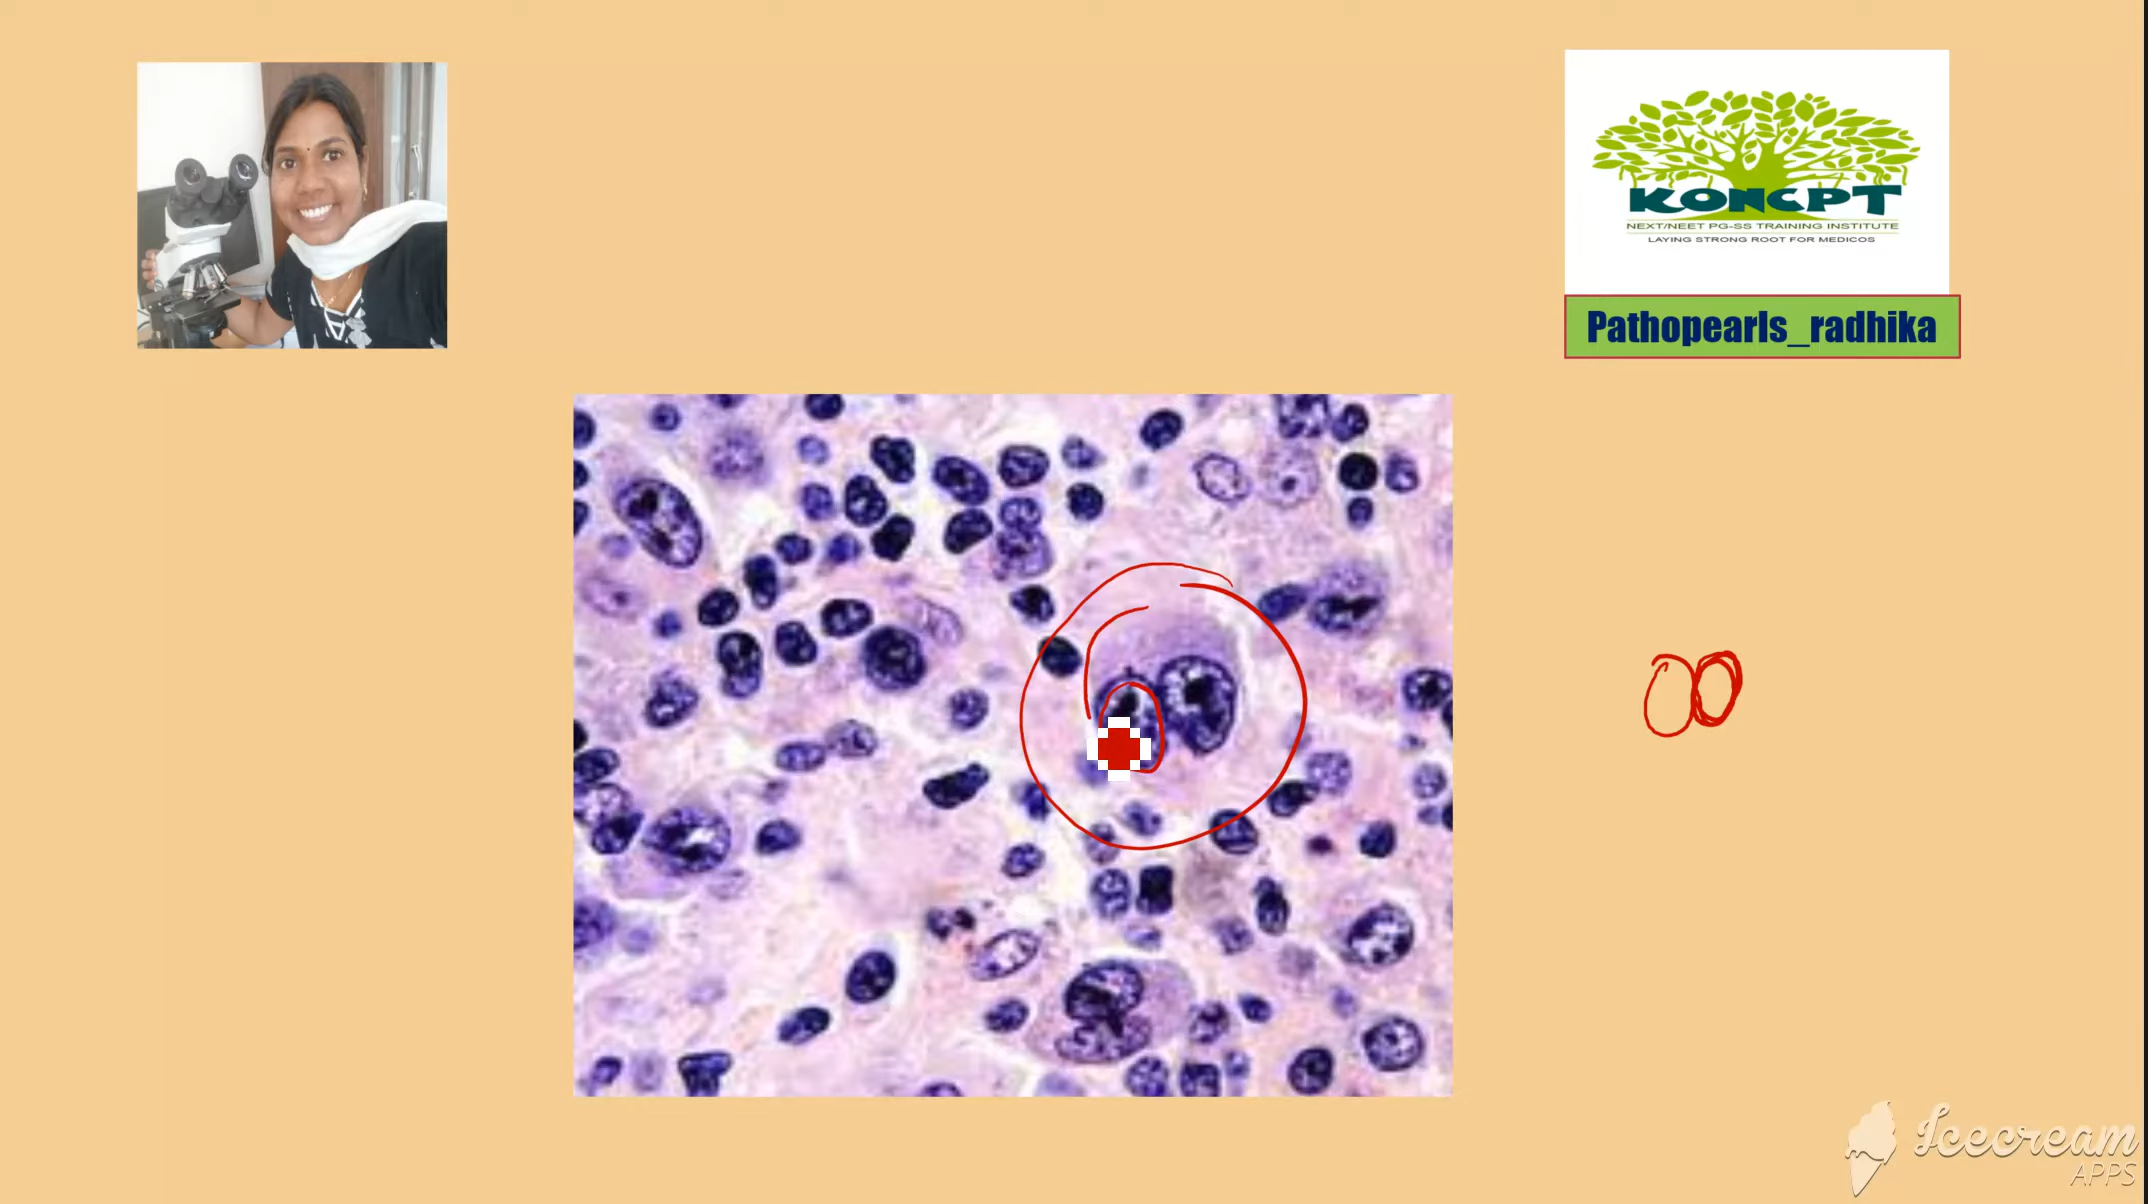 KONCPT
NEXT/NEET PG-SS TRAINING INSTITUTE
LAYING STRONG ROOT FOR MEDICOS
Pathopearls_radhika
Icecream
APPS